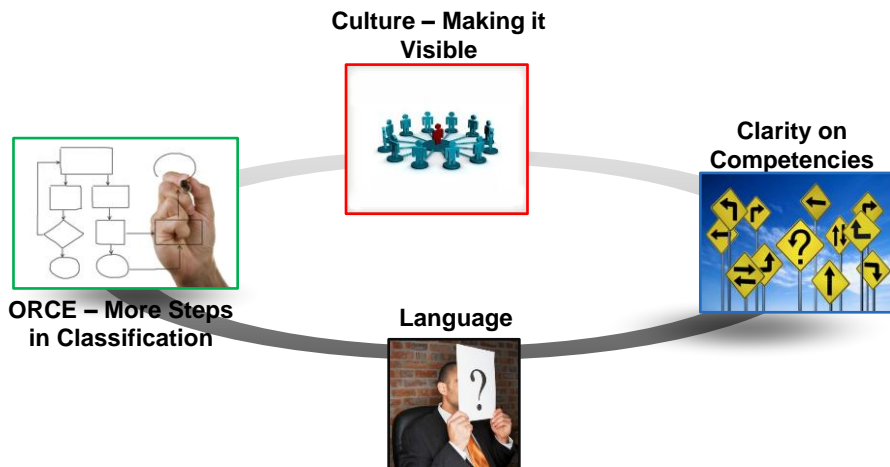 Culture – Making it
Visible
Clarity on
Competencies
ORCE – More Steps
in Classification
Language
?
?